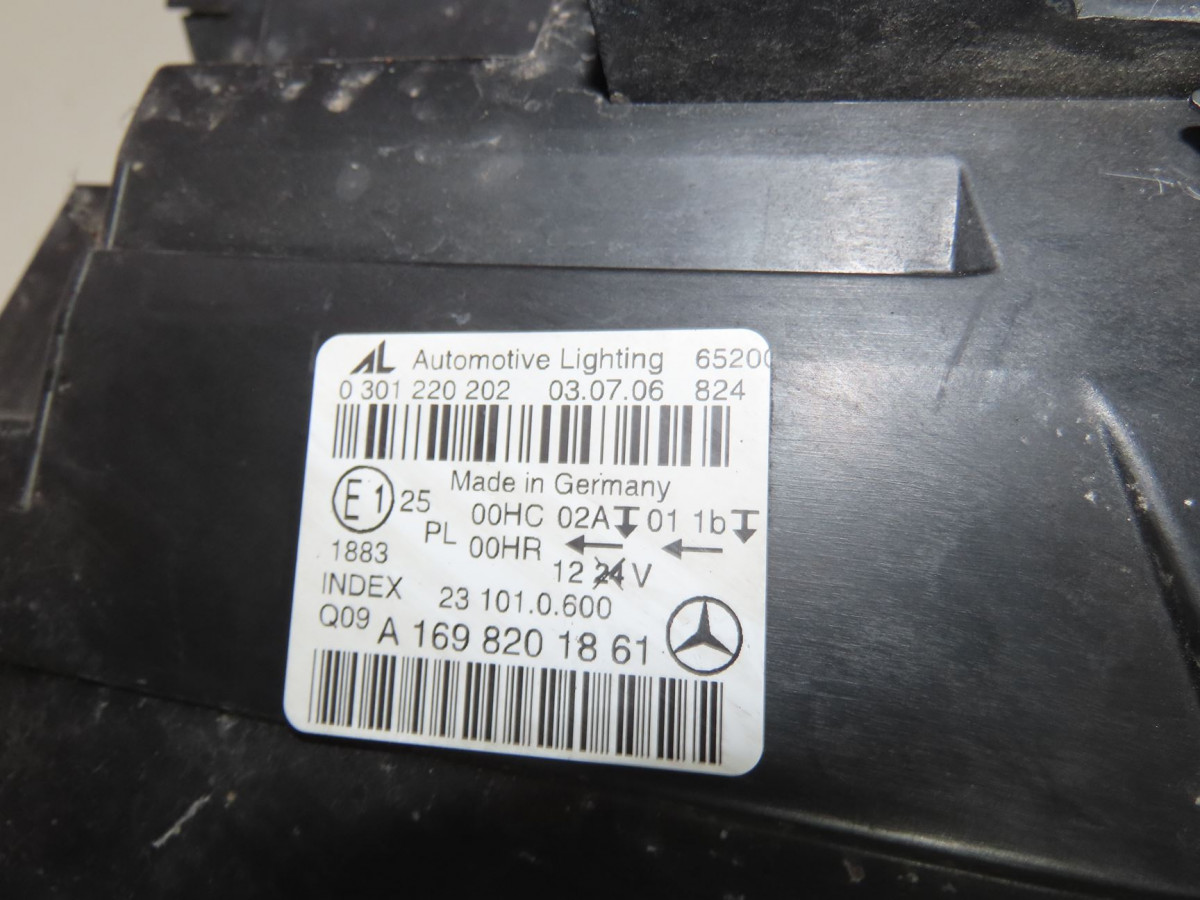 AL Automotive Lighting 65200
0 301 220 202 03.07.06 824
Made in Germany
E1 25 00HC 02A 01 1b
PL 00HR
1883 12 24 V
INDEX 23 101.0.600
Q09 A 169 820 18 61